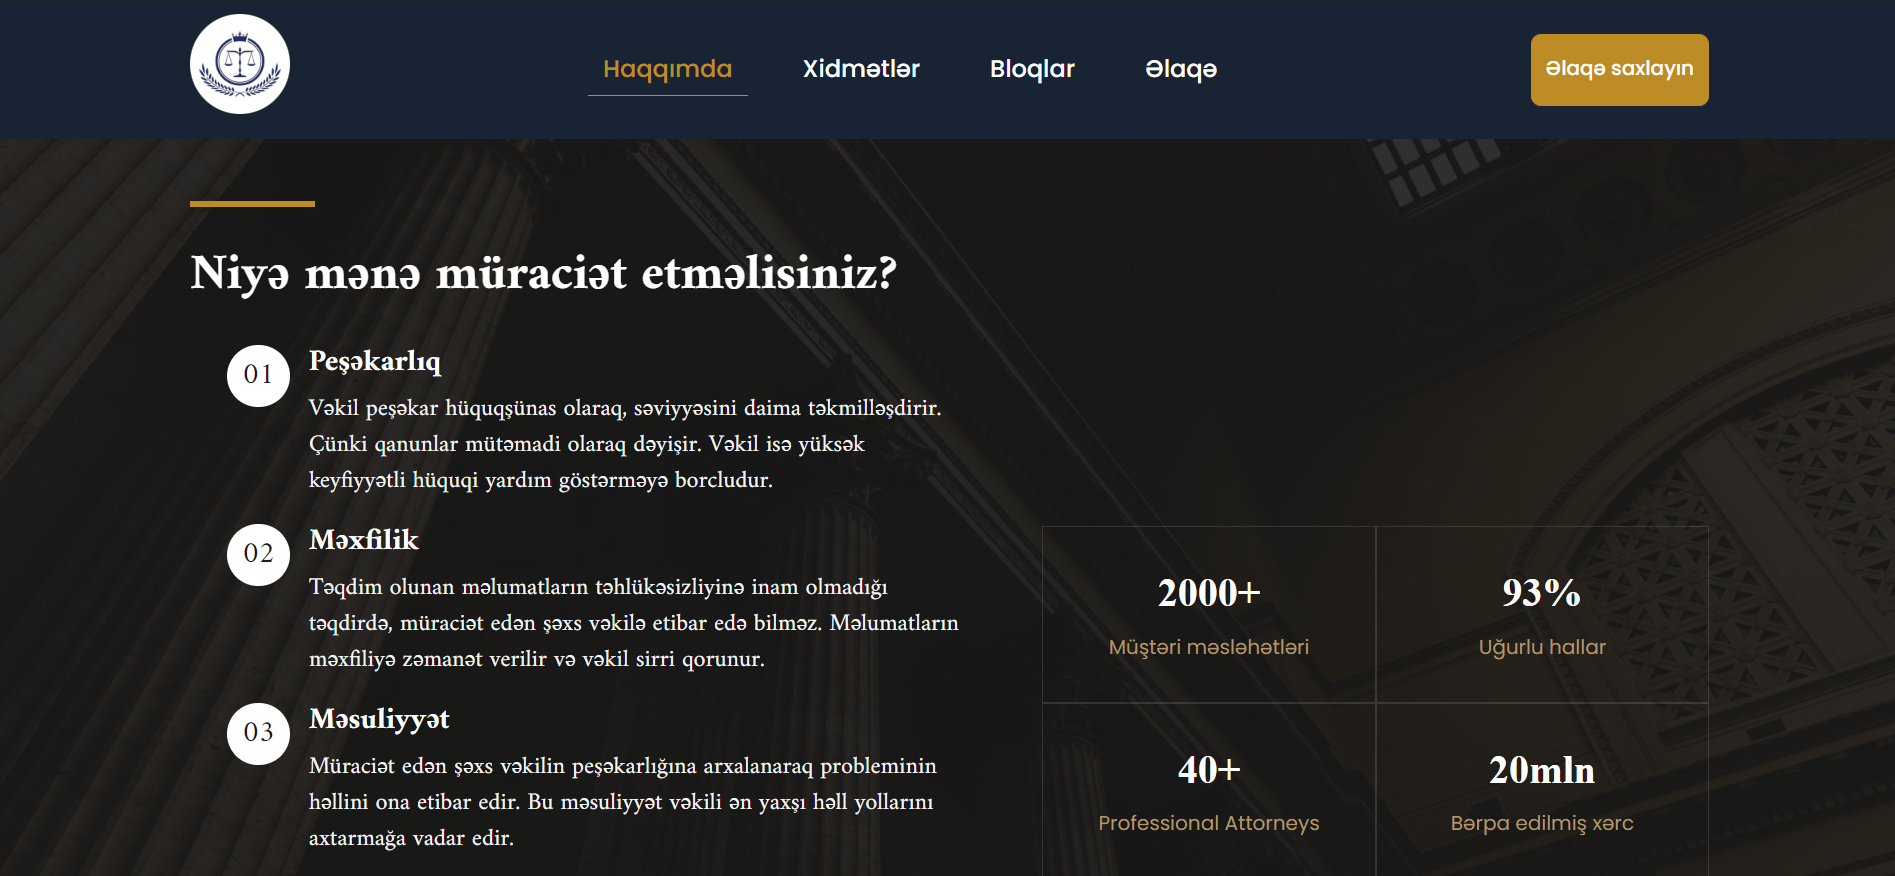 Haqqımda
Xidmətlər
Bloqlar
Əlaqə
Əlaqə saxlayın
Niyə mənə müraciət etməlisiniz?
01
Peşəkarlıq
Vəkil peşəkar hüquqşünas olaraq, səviyyəsini daima təkmilləşdirir.
Çünki qanunlar mütəmadi olaraq dəyişir. Vəkil isə yüksək
keyfiyyətli hüquqi yardım göstərməyə borcludur.
02
Məxfilik
Təqdim olunan məlumatların təhlükəsizliyinə inam olmadığı
təqdirdə, müraciət edən şəxs vəkilə etibar edə bilməz. Məlumatların
məxfiliyə zəmanət verilir və vəkil sirri qorunur.
03
Məsuliyyət
Müraciət edən şəxs vəkilin peşəkarlığına arxalanaraq probleminin
həllini ona etibar edir. Bu məsuliyyət vəkili ən yaxşı həll yollarını
axtarmağa vadar edir.
2000+
Müştəri məsləhətləri
93%
Uğurlu hallar
40+
Professional Attorneys
20mln
Bərpa edilmiş xərc